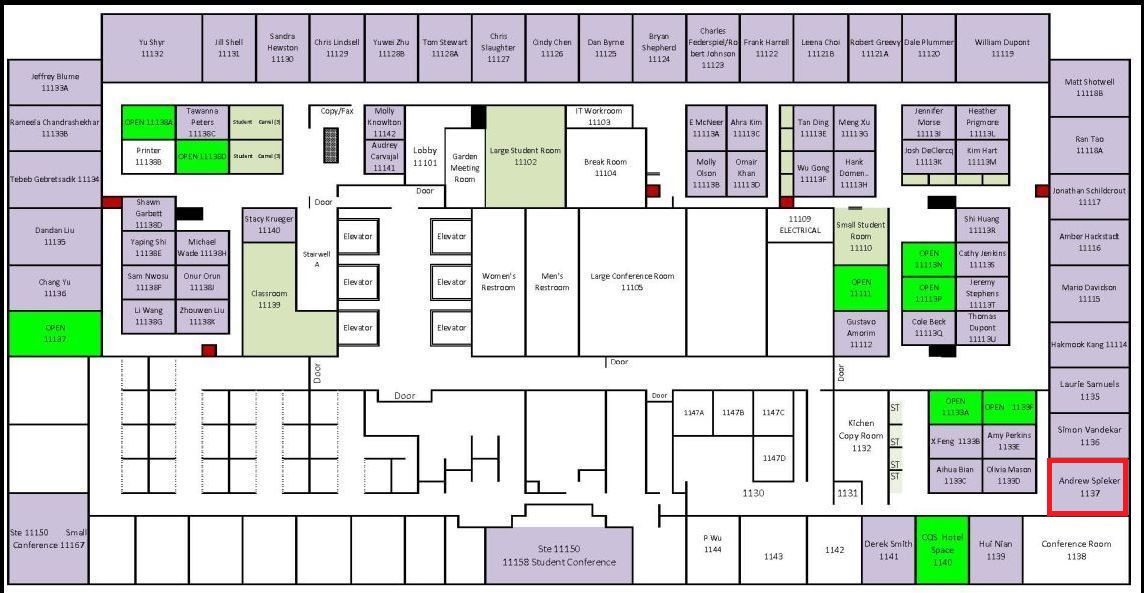 Yu Shyr
11132
Jill Shell
11131
Sandra
Hewston
11130
Chris Lindsell
11129
Yuwei Zhu
11128B
Tom Stewart
11128A
Chris
Slaughter
11127
Cindy Chen
11126
Dan Byrne
11125
Bryan
Shepherd
11124
Charles
Federspiel/Ro
bert Johnson
11123
Frank Harrell
11122
Leena Choi
11121B
Robert Greevy
11121A
Dale Plummer
11120
William Dupont
11119
Jeffrey Blume
11133A
Rameela Chandrashekhar
11133B
Tebeb Gebretsadik 11134
Dandan Liu
11135
Chang Yu
11136
OPEN
11137
OPEN 11138A
Tawanna
Peters
11138C
Student Carrel (3)
Printer
11138B
OPEN 11138D
Student Carrel (3)
Copy/Fax
Molly
Knowlton
11142
Audrey
Carvajal
11141
Lobby
11101
Garden
Meeting
Room
Large Student Room
11102
IT Workroom
11103
Break Room
11104
E McNeer
11113A
Ahra Kim
11113C
Molly
Olson
11113B
Omair
Khan
11113D
Tan Ding
11113E
Meng Xu
11113G
Wu Gong
11113F
Hank
Domen..
11113H
Jennifer
Morse
11113I
Heather
Prigmore
11113L
Josh DeClercq
11113K
Kim Hart
11113M
Matt Shotwell
11118B
Ran Tao
11118A
Jonathan Schildcrout
11117
Amber Hackstadt
11116
Mario Davidson
11115
Hakmook Kang 11114
Laurie Samuels
1135
Simon Vandekar
1136
Andrew Spieker
1137
Door
Door
Shawn
Garbett
11138D
Yaping Shi
11138E
Michael
Wade 11138H
Sam Nwosu
11138F
Onur Orun
11138J
Li Wang
11138G
Zhouwen Liu
11138K
Stacy Krueger
11140
Classroom
11139
Stairwell
A
Elevator
Elevator
Elevator
Elevator
Elevator
Elevator
Women's
Restroom
Men's
Restroom
Large Conference Room
11105
11109
ELECTRICAL
Small Student
Room
11110
OPEN
11111
Gustavo
Amorim
11112
Shi Huang
11113R
OPEN
11113N
Cathy Jenkins
11113S
OPEN
11113P
Jeremy
Stephens
11113T
Cole Beck
11113Q
Thomas
Dupont
11113U
Door
Door
Door
Door
Door
1147A
1147B
1147C
1147D
1130
Kichen
Copy Room
1132
1131
ST
ST
ST
ST
OPEN
11133A
OPEN 1139F
X Feng 1133B
Amy Perkins
1133E
Aihua Bian
1133C
Olivia Mason
1133D
Ste 11150 Small
Conference 11167
Ste 11150
11158 Student Conference
P Wu
1144
1143
1142
Derek Smith
1141
CQS Hotel
Space
1140
Hui Nian
1139
Conference Room
1138